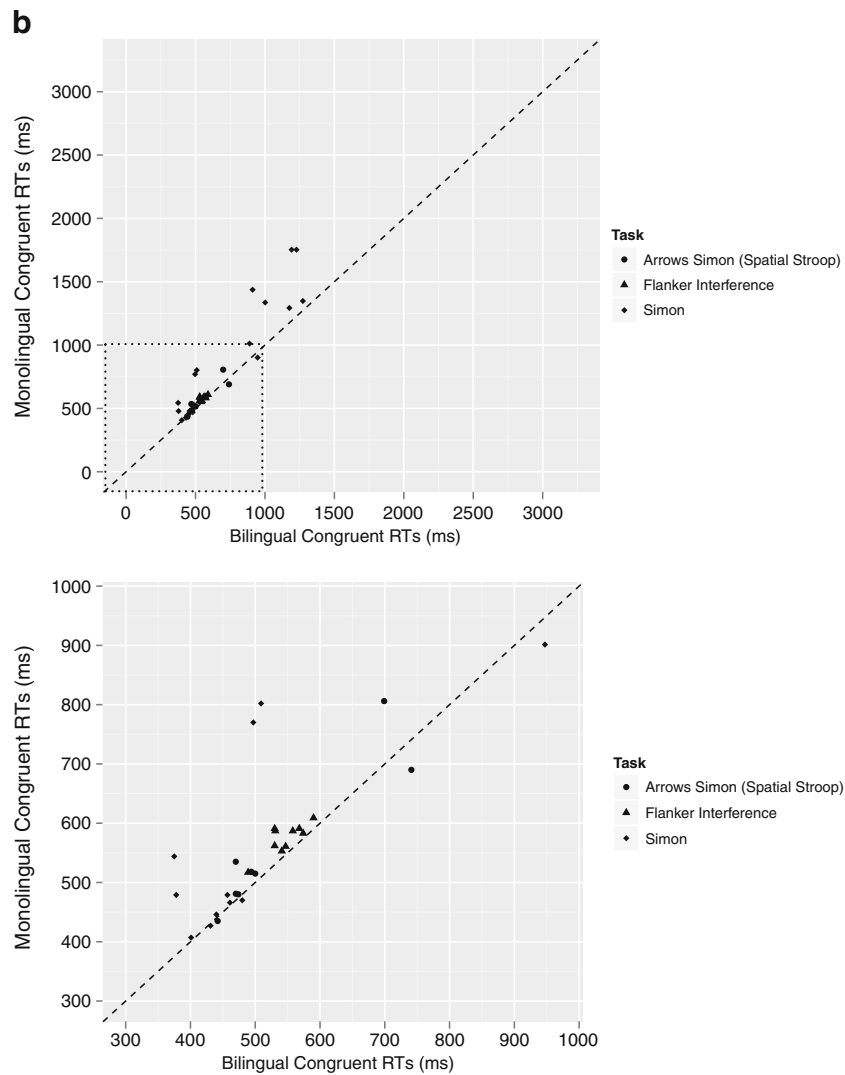 b
Monolingual Congruent RTs (ms)
3000
2500
2000
1500
1000
500
0
0 500 1000 1500 2000 2500 3000
Bilingual Congruent RTs (ms)
Task
Arrows Simon (Spatial Stroop)
Flanker Interference
Simon
Monolingual Congruent RTs (ms)
1000
900
800
700
600
500
400
300
300 400 500 600 700 800 900 1000
Bilingual Congruent RTs (ms)
Task
Arrows Simon (Spatial Stroop)
Flanker Interference
Simon